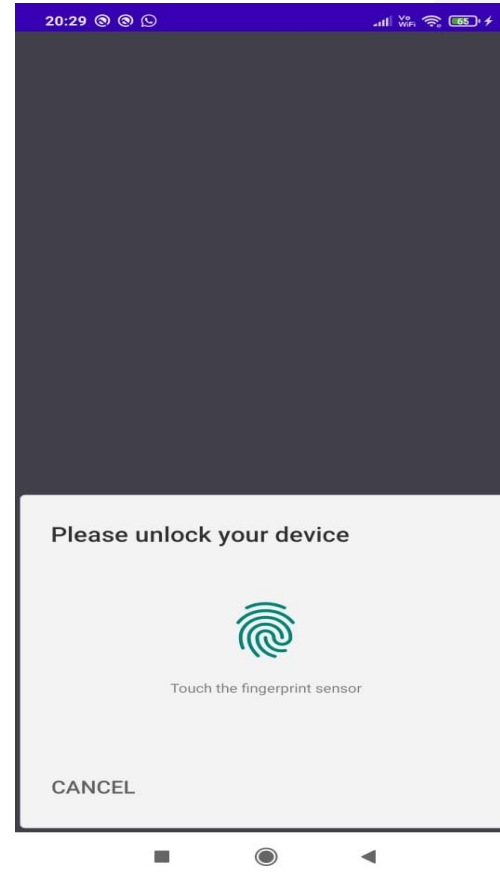 20:29
Vo
WiFi
65
Please unlock your device
Touch the fingerprint sensor
CANCEL